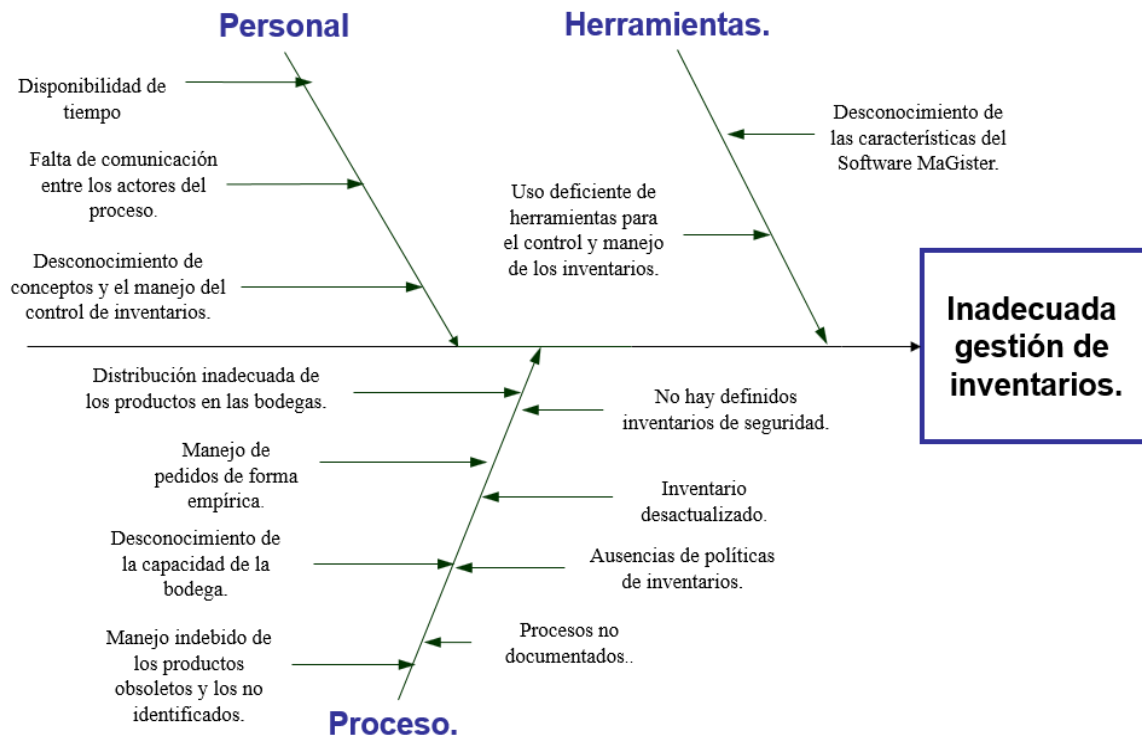 Personal
Herramientas.
Disponibilidad de
tiempo
Falta de comunicación
entre los actores del
proceso.
Desconocimiento de
conceptos y el manejo del
control de inventarios.
Desconocimiento de
las características del
Software MaGister.
Uso deficiente de
herramientas para
el control y manejo
de los inventarios.
Inadecuada
gestión de
inventarios.
Distribución inadecuada de
los productos en las bodegas.
Manejo de
pedidos de forma
empírica.
Desconocimiento de
la capacidad de la
bodega.
Manejo indebido de
los productos
obsoletos y los no
identificados.
No hay definidos
inventarios de seguridad.
Inventario
desactualizado.
Ausencias de políticas
de inventarios.
Procesos no
documentados..
Proceso.